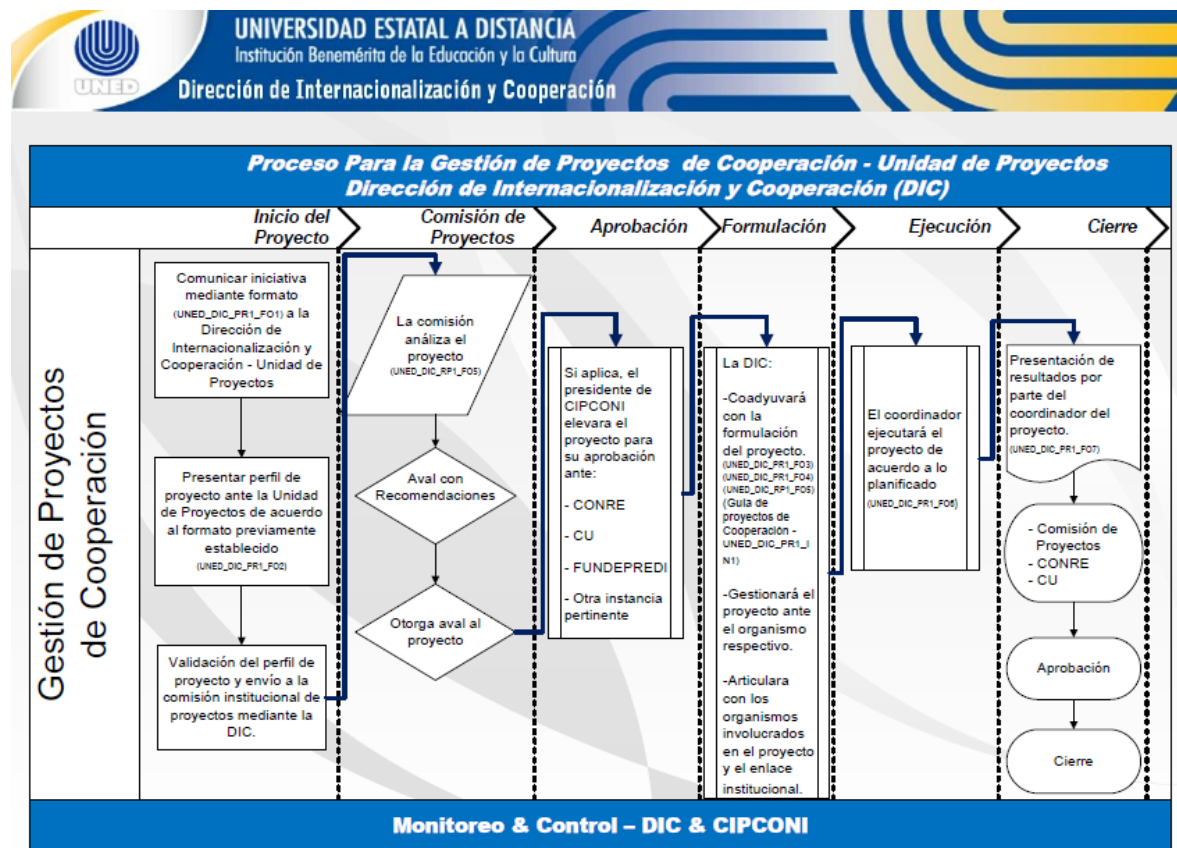 UNED
UNIVERSIDAD ESTATAL A DISTANCIA
Institución Benemérita de la Educación y la Cultura
Dirección de Internacionalización y Cooperación
Proceso Para la Gestión de Proyectos de Cooperación - Unidad de Proyectos
Dirección de Internacionalización y Cooperación (DIC)
Inicio del
Proyecto
Comisión de
Proyectos
Aprobación
Formulación
Ejecución
Cierre
Gestión de Proyectos
de Cooperación
Comunicar iniciativa
mediante formato
(UNED_DIC_PR1_FO1) a la
Dirección de
Internacionalización y
Cooperación - Unidad de
Proyectos
Presentar perfil de
proyecto ante la Unidad
de Proyectos de acuerdo
al formato previamente
establecido
(UNED_DIC_PR1_FO2)
Validación del perfil de
proyecto y envío a la
comisión institucional de
proyectos mediante la
DIC.
La comisión
análiza el
proyecto
(UNED_DIC_RP1_FO5)
Aval con
Recomendaciones
Otorga aval al
proyecto
Si aplica, el
presidente de
CIPCONI
elevara el
proyecto para
su aprobación
ante:
- CONRE
- CU
- FUNDEPREDI
- Otra instancia
pertinente
La DIC:
-Coadyuvará
con la
formulación
del proyecto.
(UNED_DIC_PR1_FO3)
(UNED_DIC_PR1_FO4)
(UNED_DIC_RP1_FO5)
(Guía de
proyectos de
Cooperación -
UNED_DIC_PR1_I
N1)
-Gestionará el
proyecto ante
el organismo
respectivo.
-Articulara
con los
organismos
involucrados
en el proyecto
y el enlace
institucional.
El coordinador
ejecutará el
proyecto de
acuerdo a lo
planificado
(UNED_DIC_PR1_FO6)
Presentación de
resultados por
parte del
coordinador del
proyecto.
(UNED_DIC_PR1_FO7)
- Comisión de
Proyectos
- CONRE
- CU
Aprobación
Cierre
Monitoreo & Control – DIC & CIPCONI